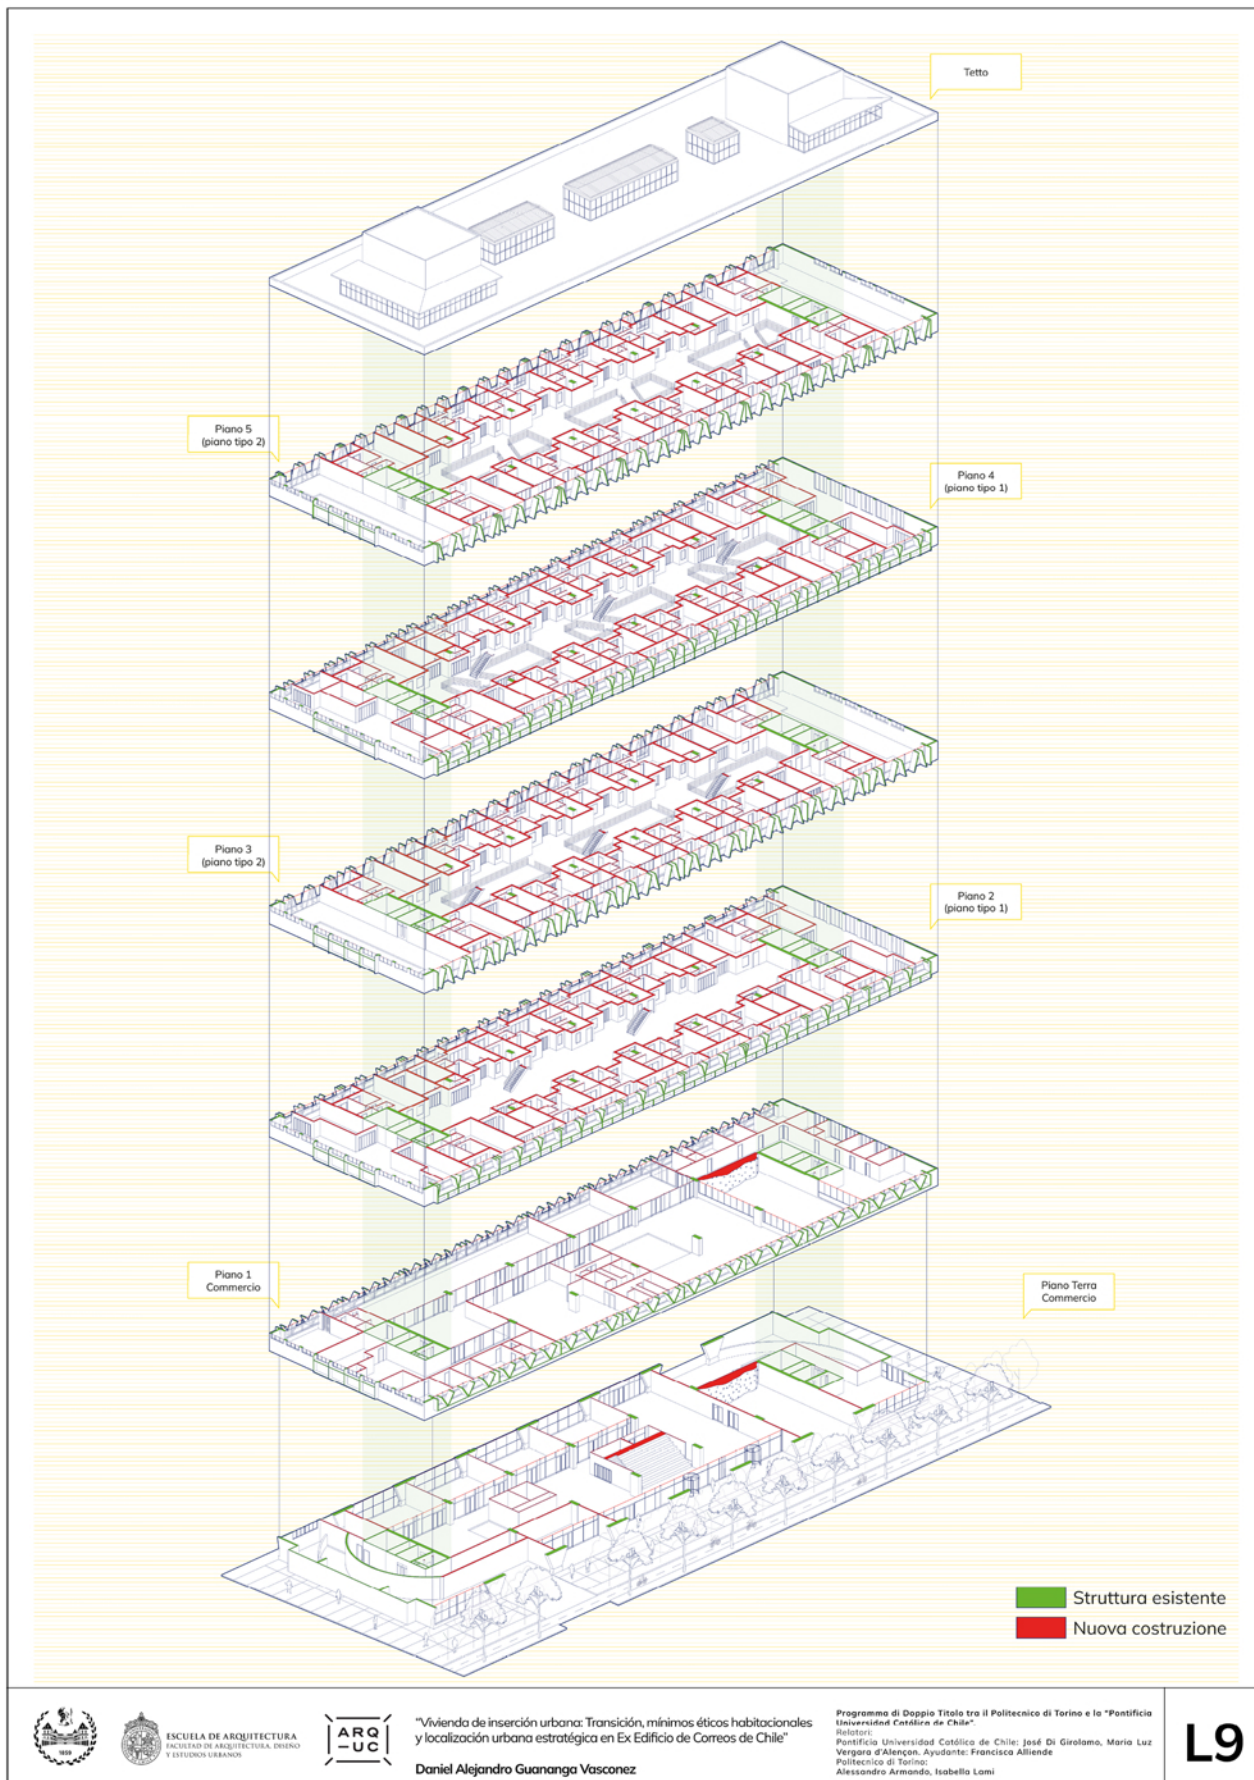 Tetto
Piano 5
(piano tipo 2)
Piano 4
(piano tipo 1)
Piano 3
(piano tipo 2)
Piano 2
(piano tipo 1)
Piano 1
Commercio
Piano Terra
Commercio
Struttura esistente
Nuova costruzione
1859
ESCUELA DE ARQUITECTURA
FACULTAD DE ARQUITECTURA, DISEÑO
Y ESTUDIOS URBANOS
ARQ
–UC
"Vivienda de inserción urbana: Transición, mínimos éticos habitacionales
y localización urbana estratégica en Ex Edificio de Correos de Chile"
Daniel Alejandro Guananga Vasconez
Programma di Doppio Titolo tra il Politecnico di Torino e la "Pontificia
Universidad Católica de Chile".
Relatori:
Pontificia Universidad Católica de Chile: José Di Girolamo, Maria Luz
Vergara d'Alençon. Ayudante: Francisca Alliende
Politecnico di Torino:
Alessandro Armando, Isabella Lami
L9